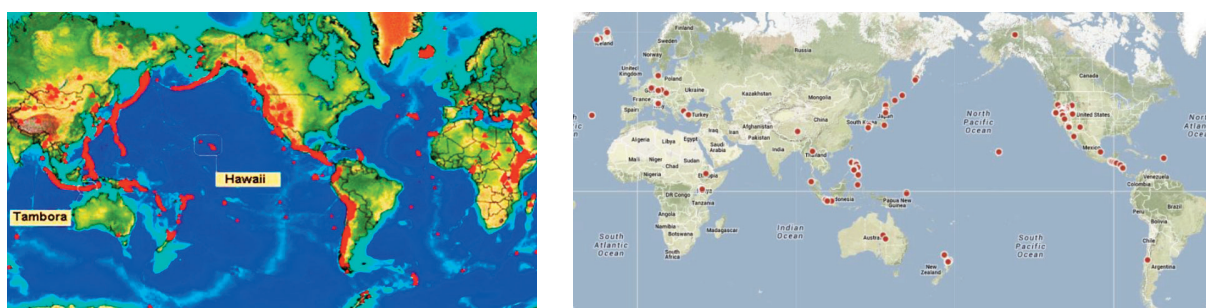 Hawaii
Tambora
Iceland
Finland
Sweden
Norway
Russia
United
Kingdom
Poland
Ukraine
France
Spain
Turkey
Kazakhstan
Mongolia
China
South Korea
Japan
Afghanistan
Pakistan
Iraq
Iran
India
Thailand
Algeria
Libya
Egypt
Saudi
Arabia
Mali
Niger
Chad
Sudan
Nigeria
Ethiopia
DR Congo
Tanzania
Angola
Namibia
Botswana
Madagascar
South
Africa
South
Atlantic
Ocean
Indian
Ocean
Papua New
Guinea
New
Zealand
North
Pacific
Ocean
South
Pacific
Ocean
Canada
United States
Mexico
Venezuela
Colombia
Peru
Brazil
Bolivia
Chile
Argentina